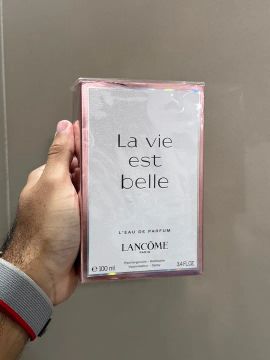 La vie
est
belle
L'EAU DE PARFUM
LANCÔME
PARIS
℮ 100 ml 3.4 FL.OZ